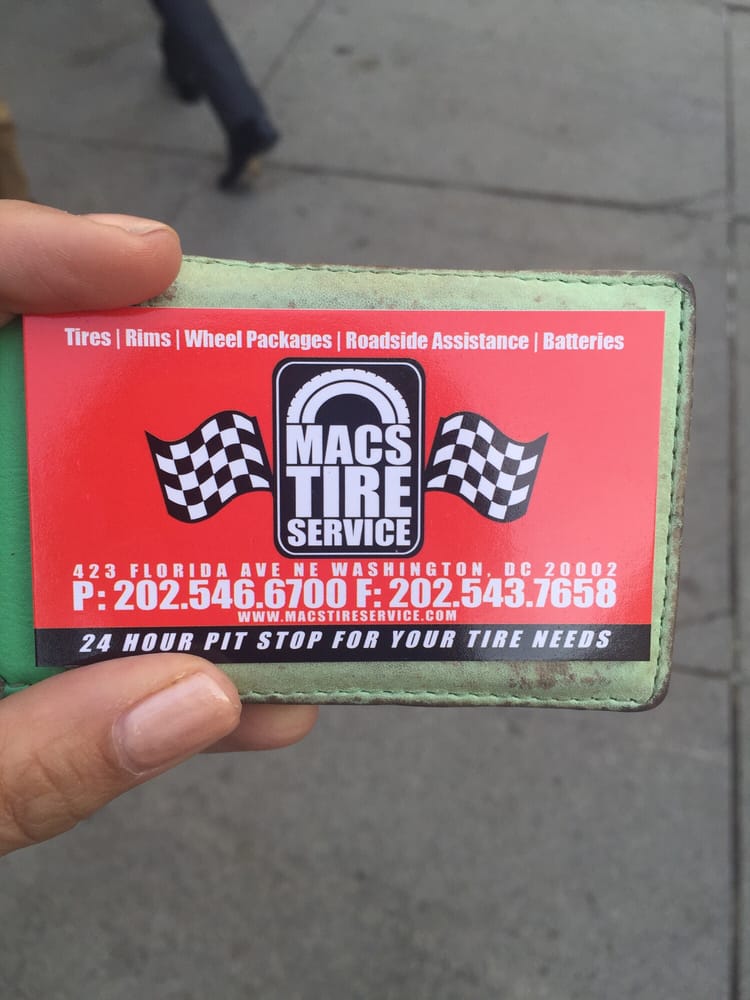 Tires | Rims | Wheel Packages | Roadside Assistance | Batteries
MACS
TIRE
SERVICE
423 FLORIDA AVE NE WASHINGTON, DC 20002
P: 202.546.6700 F: 202.543.7658
WWW.MACSTIRESERVICE.COM
24 HOUR PIT STOP FOR YOUR TIRE NEEDS